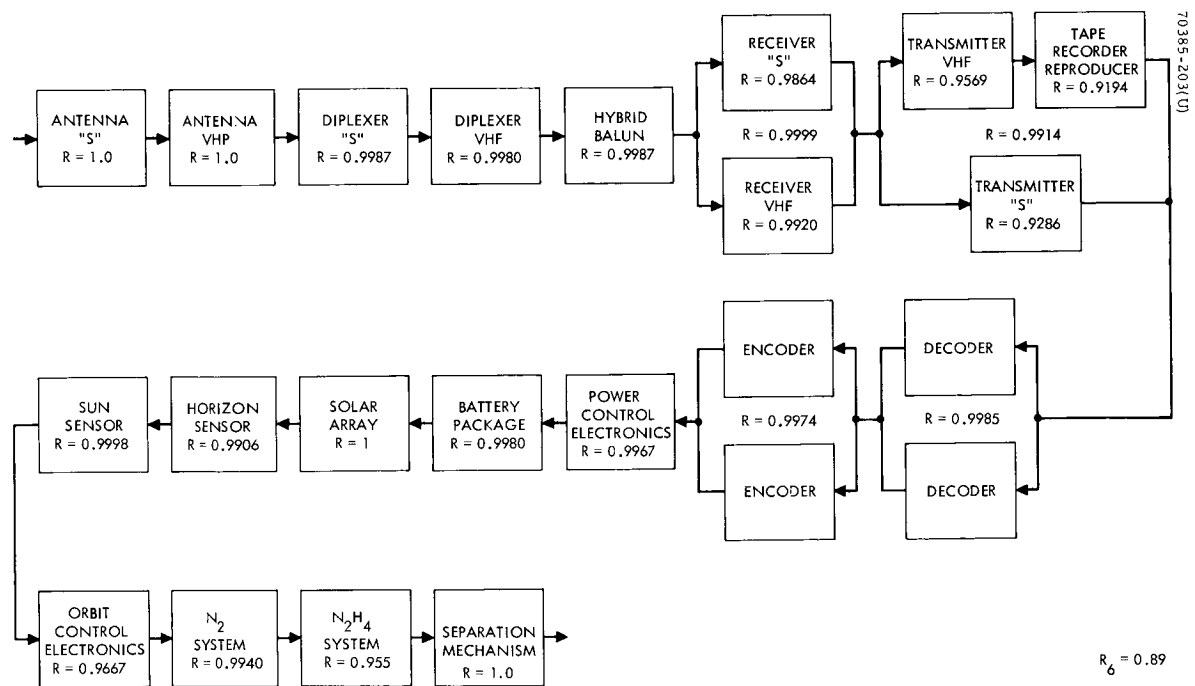 70385-203(U)
ANTENNA
"S"
R = 1.0
ANTENNA
VHP
R = 1.0
DIPLEXER
"S"
R = 0.9987
DIPLEXER
VHF
R = 0.9980
HYBRID
BALUN
R = 0.9987
RECEIVER
"S"
R = 0.9864
R = 0.9999
RECEIVER
VHF
R = 0.9920
TRANSMITTER
VHF
R = 0.9569
TAPE
RECORDER
REPRODUCER
R = 0.9194
R = 0.9914
TRANSMITTER
"S"
R = 0.9286
DECODER
R = 0.9985
DECODER
ENCODER
R = 0.9974
ENCODER
POWER
CONTROL
ELECTRONICS
R = 0.9967
BATTERY
PACKAGE
R = 0.9980
SOLAR
ARRAY
R = 1
HORIZON
SENSOR
R = 0.9906
SUN
SENSOR
R = 0.9998
ORBIT
CONTROL
ELECTRONICS
R = 0.9667
N₂
SYSTEM
R = 0.9940
N₂H₄
SYSTEM
R = 0.955
SEPARATION
MECHANISM
R = 1.0
R₆ = 0.89